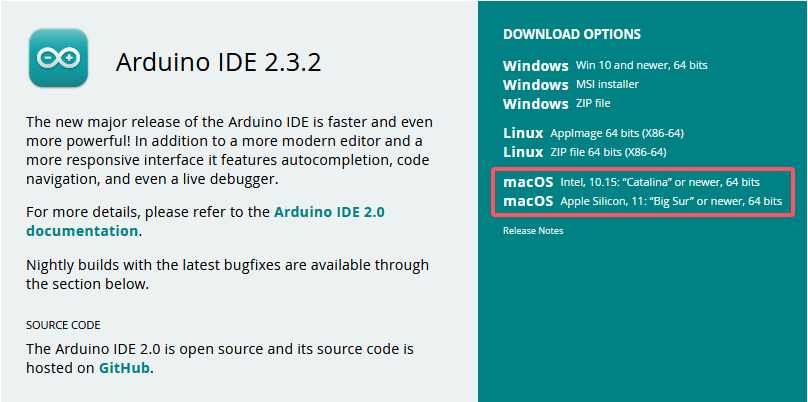 Arduino IDE 2.3.2
The new major release of the Arduino IDE is faster and even
more powerful! In addition to a more modern editor and a
more responsive interface it features autocompletion, code
navigation, and even a live debugger.
For more details, please refer to the Arduino IDE 2.0
documentation.
Nightly builds with the latest bugfixes are available through
the section below.
SOURCE CODE
The Arduino IDE 2.0 is open source and its source code is
hosted on GitHub.
DOWNLOAD OPTIONS
Windows Win 10 and newer, 64 bits
Windows MSI installer
Windows ZIP file
Linux AppImage 64 bits (X86-64)
Linux ZIP file 64 bits (X86-64)
macOS Intel, 10.15: “Catalina” or newer, 64 bits
macOS Apple Silicon, 11: “Big Sur” or newer, 64 bits
Release Notes